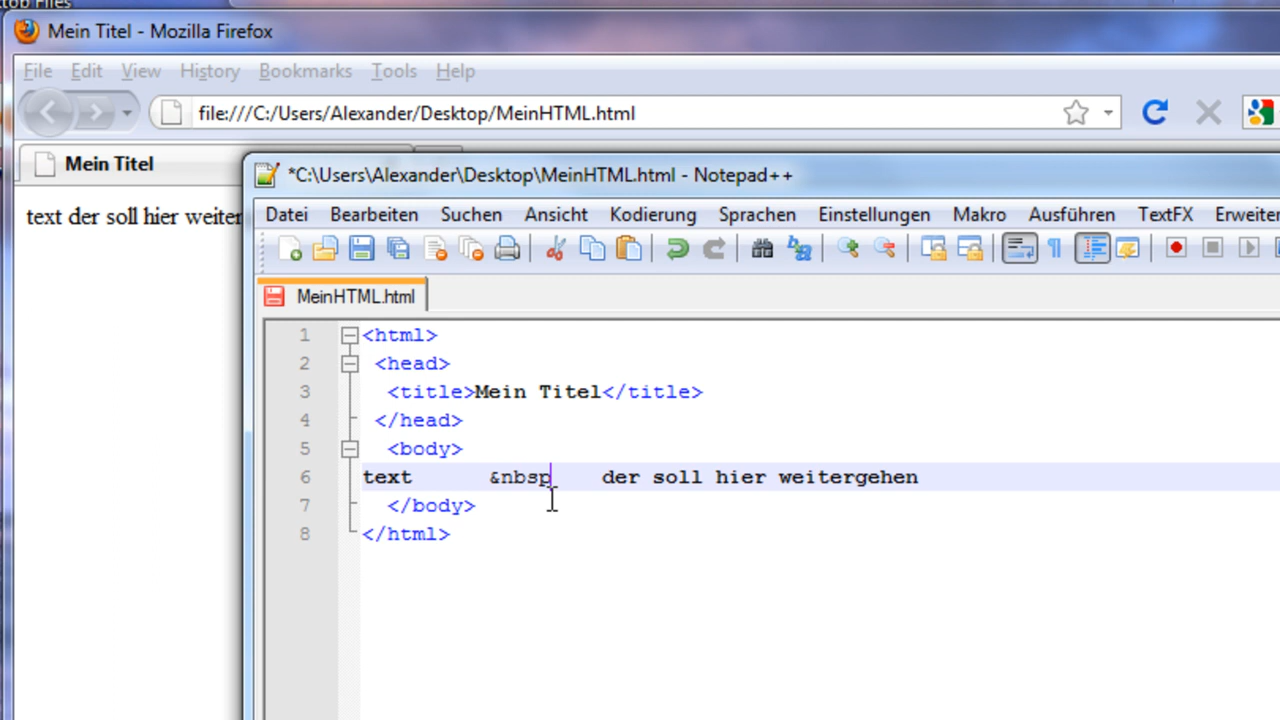 top Files
Mein Titel - Mozilla Firefox
File Edit View History Bookmarks Tools Help
file:///C:/Users/Alexander/Desktop/MeinHTML.html
Mein Titel
text der soll hier weiter
*C:\Users\Alexander\Desktop\MeinHTML.html - Notepad++
Datei Bearbeiten Suchen Ansicht Kodierung Sprachen Einstellungen Makro Ausführen TextFX Erweiter
MeinHTML.html
1 <html>
2 <head>
3 <title>Mein Titel</title>
4 </head>
5 <body>
6 text &nbsp der soll hier weitergehen
7 </body>
8 </html>